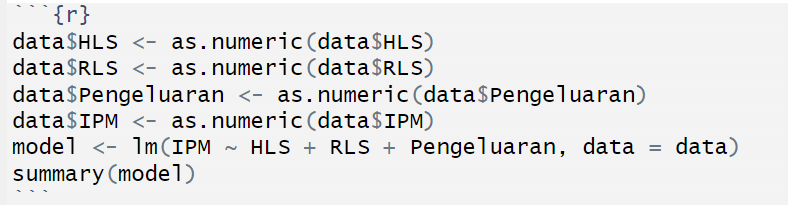 ```{r}
data$HLS <- as.numeric(data$HLS)
data$RLS <- as.numeric(data$RLS)
data$Pengeluaran <- as.numeric(data$Pengeluaran)
data$IPM <- as.numeric(data$IPM)
model <- lm(IPM ~ HLS + RLS + Pengeluaran, data = data)
summary(model)
```